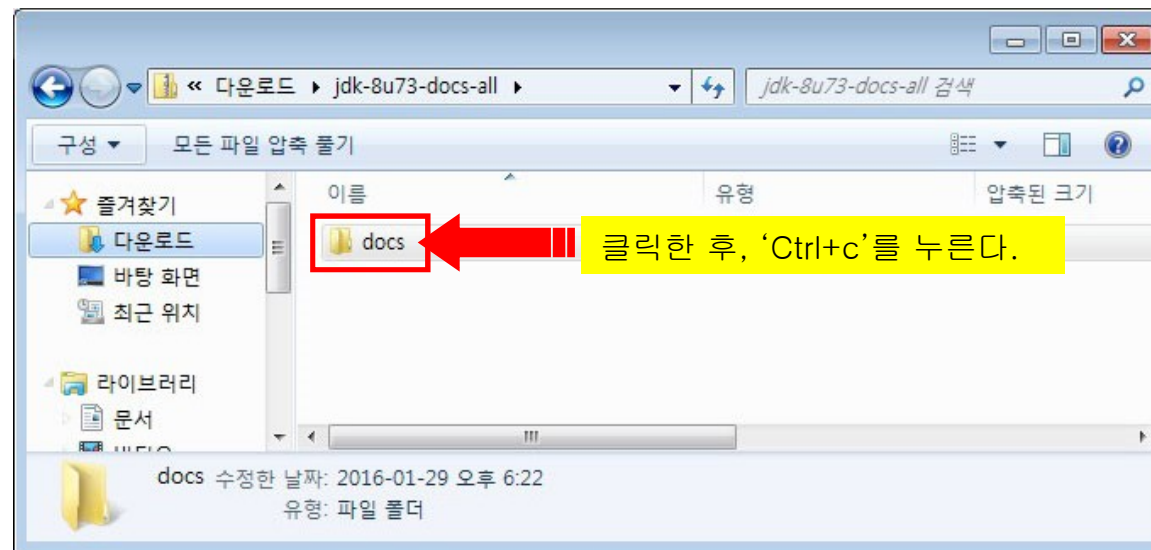 « 다운로드 ▸ jdk-8u73-docs-all ▸
jdk-8u73-docs-all 검색
구성 ▼ 모든 파일 압축 풀기
이름 유형 압축된 크기
즐겨찾기
다운로드
바탕 화면
최근 위치
라이브러리
문서
docs
클릭한 후, ‘Ctrl+c’를 누른다.
docs 수정한 날짜: 2016-01-29 오후 6:22
유형: 파일 폴더